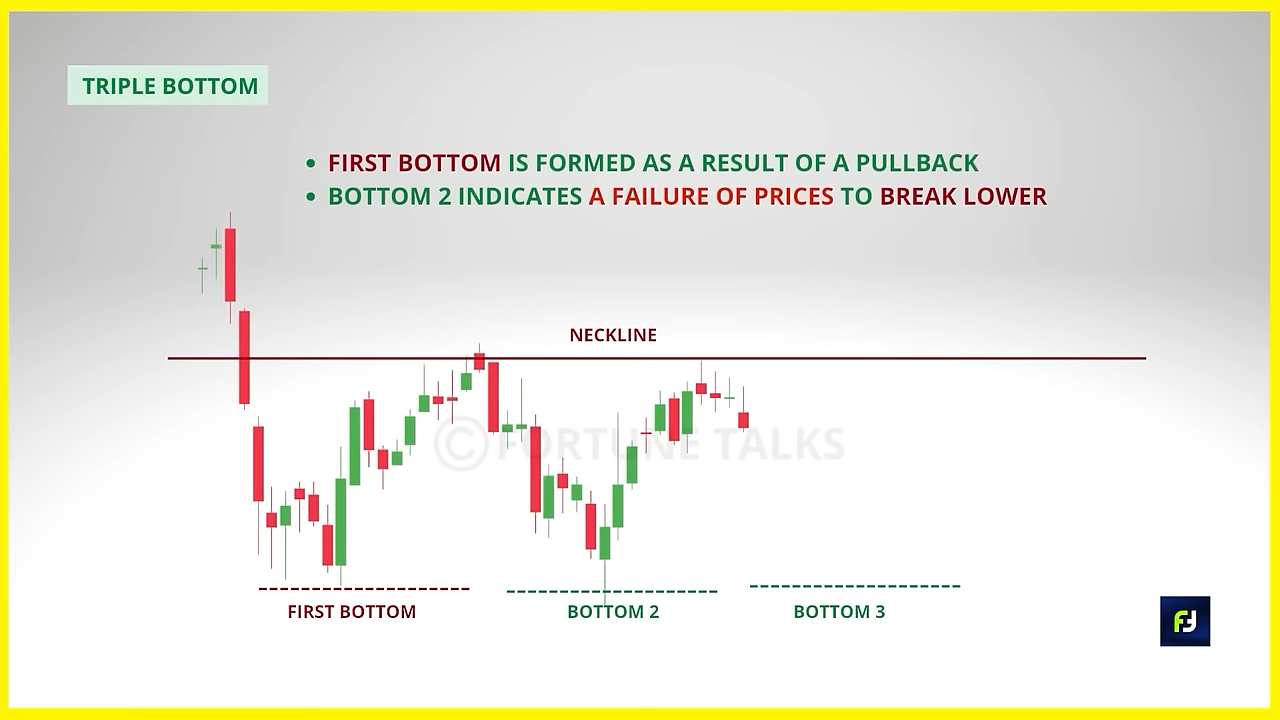 TRIPLE BOTTOM
• FIRST BOTTOM IS FORMED AS A RESULT OF A PULLBACK
• BOTTOM 2 INDICATES A FAILURE OF PRICES TO BREAK LOWER
NECKLINE
© FORTUNE TALKS
FIRST BOTTOM
BOTTOM 2
BOTTOM 3